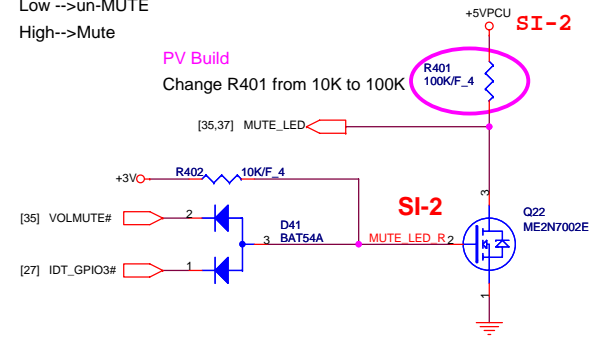 Low -->un-MUTE
High-->Mute
+5VPCU
SI-2
PV Build
Change R401 from 10K to 100K
R401
100K/F_4
[35,37] MUTE_LED
+3V
R402
10K/F_4
SI-2
3
Q22
ME2N7002E
[35] VOLMUTE#
2
D41
BAT54A
3
MUTE_LED_R
2
[27] IDT_GPIO3#
1
1